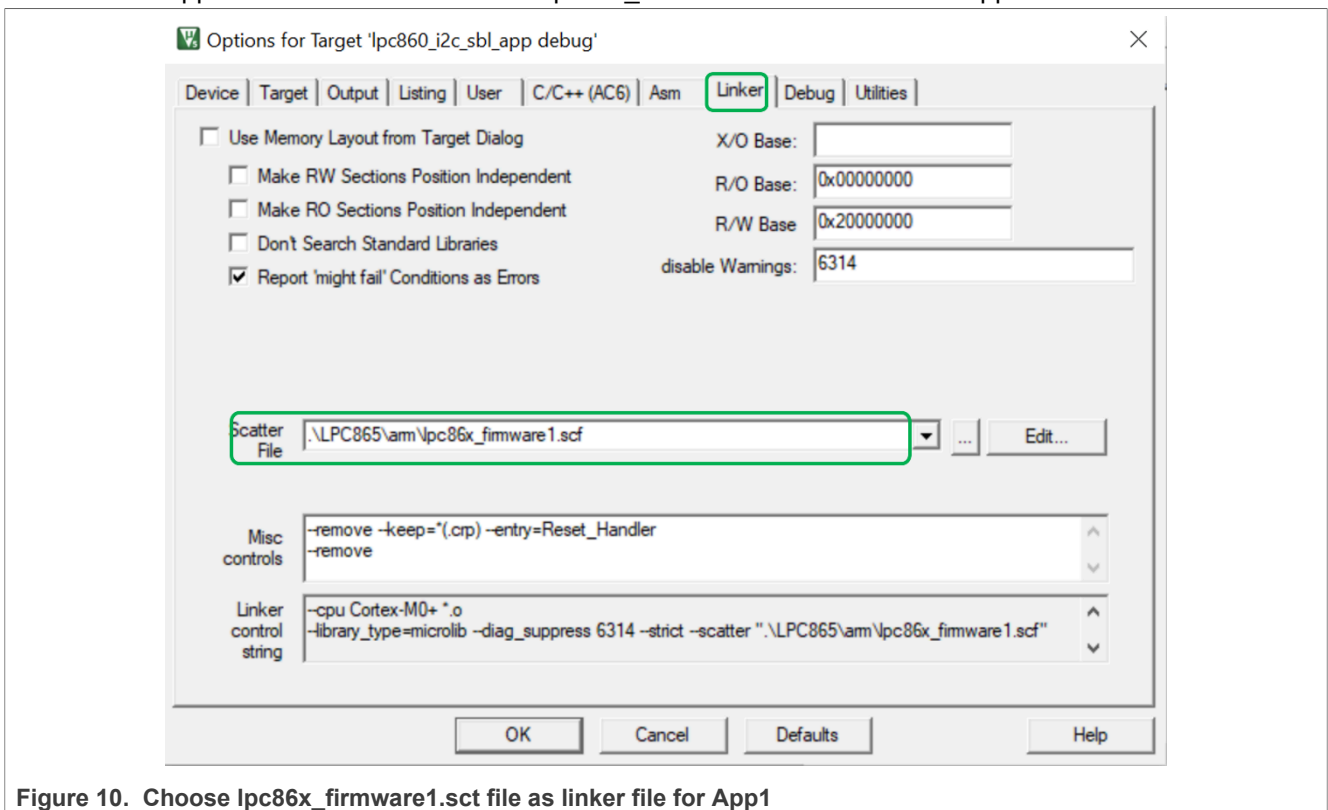 Options for Target 'lpc860_i2c_sbl_app debug'
Device Target Output Listing User C/C++ (AC6) Asm Linker Debug Utilities
Use Memory Layout from Target Dialog
X/O Base:
Make RW Sections Position Independent
R/O Base: 0x00000000
Make RO Sections Position Independent
R/W Base 0x20000000
Don't Search Standard Libraries
disable Warnings: 6314
Report 'might fail' Conditions as Errors
Scatter File .\LPC865\arm\lpc86x_firmware1.scf ... Edit...
Misc controls
--remove --keep=*(.crp) --entry=Reset_Handler
--remove
Linker control string
--cpu Cortex-M0+ *.o
--library_type=microlib --diag_suppress 6314 --strict --scatter ".\LPC865\arm\lpc86x_firmware1.scf"
OK Cancel Defaults Help
Figure 10. Choose lpc86x_firmware1.sct file as linker file for App1